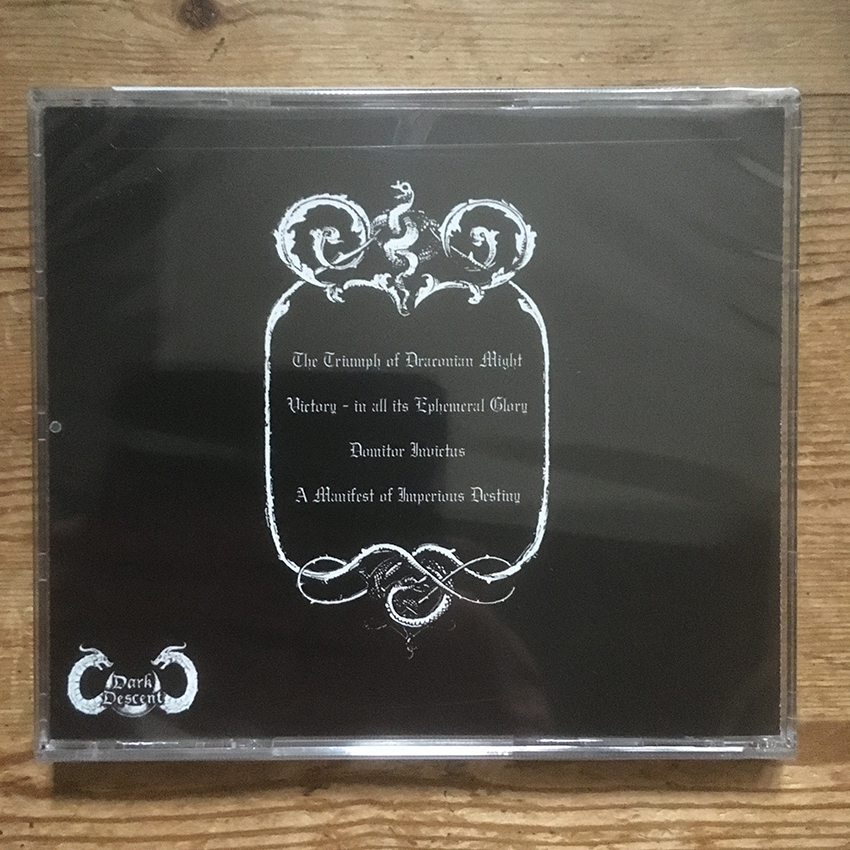 The Triumph of Draconian Might
Victory - in all its Ephemeral Glory
Domitor Invictus
A Manifest of Imperious Destiny
Dark
Descent